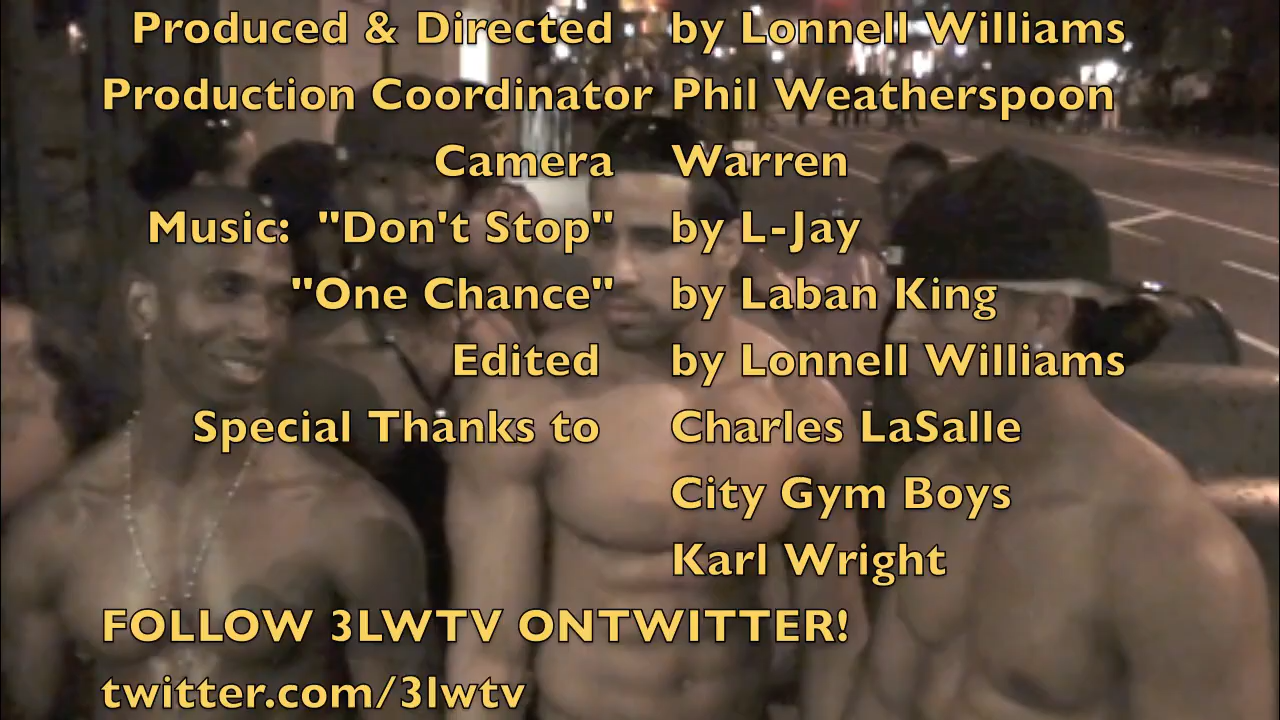 Produced & Directed by Lonnell Williams
Production Coordinator Phil Weatherspoon
Camera Warren
Music: "Don't Stop" by L-Jay
"One Chance" by Laban King
Edited by Lonnell Williams
Special Thanks to Charles LaSalle
City Gym Boys
Karl Wright
FOLLOW 3LWTV ONTWITTER!
twitter.com/3lwtv